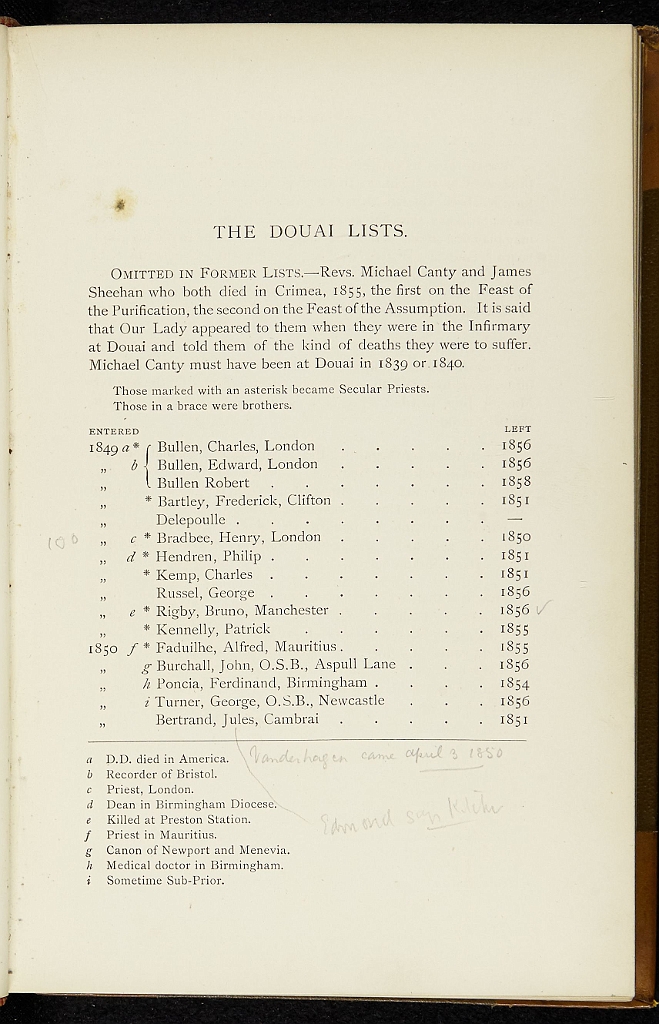 THE DOUAI LISTS.
OMITTED IN FORMER LISTS.—Revs. Michael Canty and James
Sheehan who both died in Crimea, 1855, the first on the Feast of
the Purification, the second on the Feast of the Assumption. It is said
that Our Lady appeared to them when they were in the Infirmary
at Douai and told them of the kind of deaths they were to suffer.
Michael Canty must have been at Douai in 1839 or 1840.
Those marked with an asterisk became Secular Priests.
Those in a brace were brothers.
ENTERED LEFT
1849 a * { Bullen, Charles, London . . . . . 1856
„ b { Bullen, Edward, London . . . . . 1856
„ { Bullen Robert . . . . . . . 1858
„ * Bartley, Frederick, Clifton . . . . . 1851
„ Delepoulle . . . . . . . . —
100 „ c * Bradbee, Henry, London . . . . . 1850
„ d * Hendren, Philip . . . . . . . 1851
„ * Kemp, Charles . . . . . . . 1851
„ Russel, George . . . . . . . 1856
„ e * Rigby, Bruno, Manchester . . . . . 1856 ✓
„ * Kennelly, Patrick . . . . . . 1855
1850 f * Faduilhe, Alfred, Mauritius . . . . . 1855
„ g Burchall, John, O.S.B., Aspull Lane . . . 1856
„ h Poncia, Ferdinand, Birmingham . . . . 1854
„ i Turner, George, O.S.B., Newcastle . . . 1856
„ Bertrand, Jules, Cambrai . . . . . 1851
a D.D. died in America. Vanderhagen came april 3 1850
b Recorder of Bristol.
c Priest, London.
d Dean in Birmingham Diocese.
e Killed at Preston Station. Edmond says
f Priest in Mauritius.
g Canon of Newport and Menevia.
h Medical doctor in Birmingham.
i Sometime Sub-Prior.